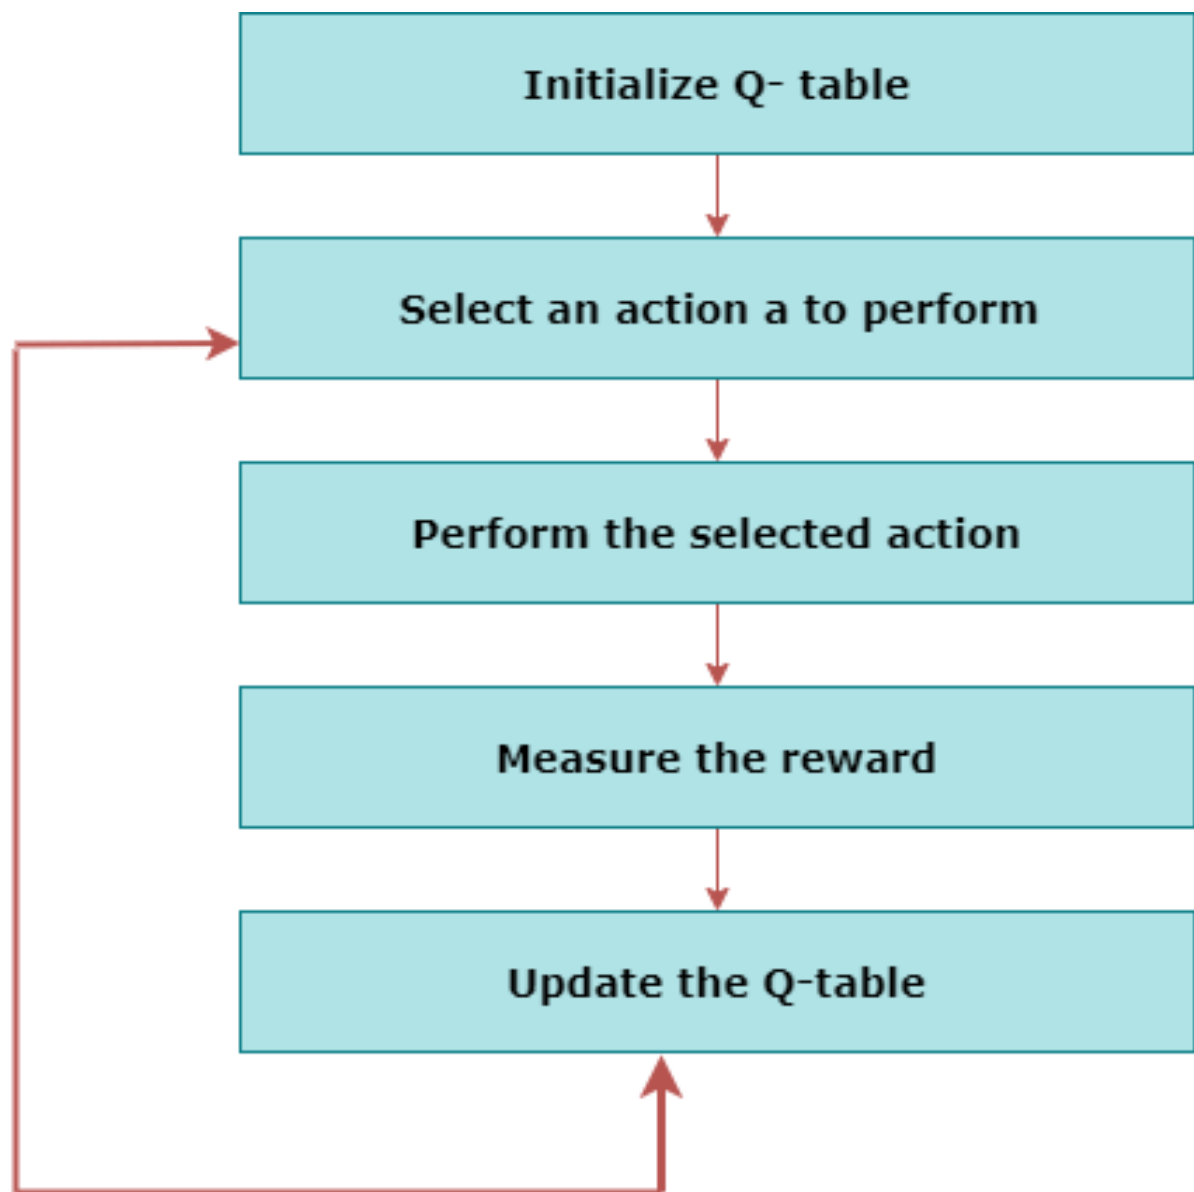 Initialize Q- table
Select an action a to perform
Perform the selected action
Measure the reward
Update the Q-table